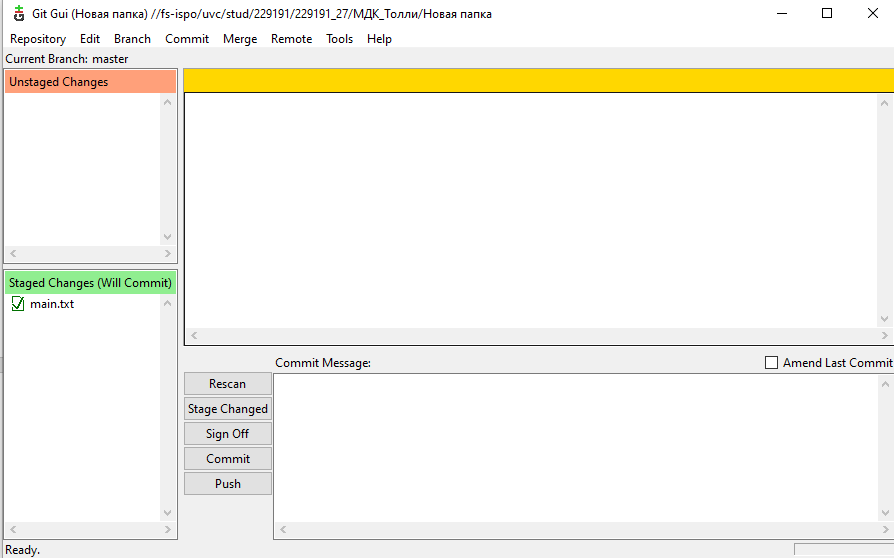 Git Gui (Новая папка) //fs-ispo/uvc/stud/229191/229191_27/МДК_Толли/Новая папка
Repository Edit Branch Commit Merge Remote Tools Help
Current Branch: master
Unstaged Changes
Staged Changes (Will Commit)
main.txt
Commit Message:
Amend Last Commit
Rescan
Stage Changed
Sign Off
Commit
Push
Ready.